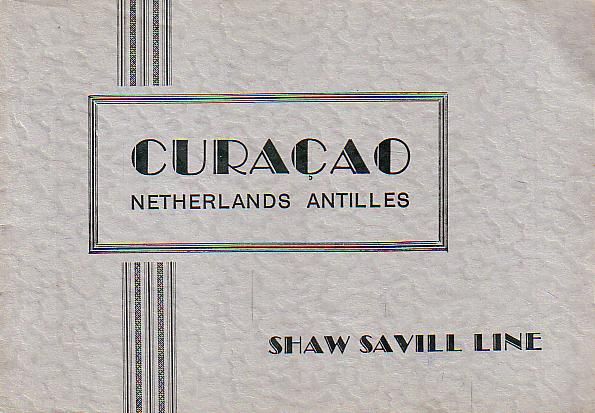 CURAÇAO
NETHERLANDS ANTILLES
SHAW SAVILL LINE